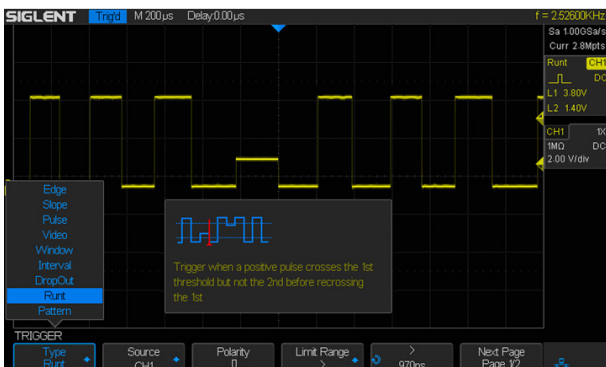 SIGLENT Trig'd M 200µs Delay:0.00µs f = 2.52600KHz
Sa 1.00GSa/s
Curr 2.8Mpts
Runt CH1
DC
L1 3.80V
L2 1.40V
CH1 1X
1MΩ DC
2.00 V/div
Edge
Slope
Pulse
Video
Window
Interval
DropOut
Runt
Pattern
Trigger when a positive pulse crosses the 1st
threshold but not the 2nd before recrossing
the 1st
TRIGGER
Type Source Polarity Limit Range > Next Page
Runt CH1 > 970ns Page 1/2